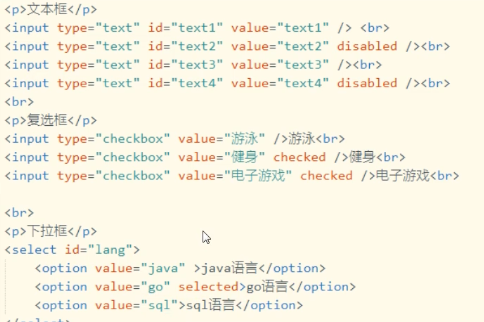 <p>文本框</p>
<input type="text" id="text1" value="text1" /> <br>
<input type="text" id="text2" value="text2" disabled /><br>
<input type="text" id="text3" value="text3" /><br>
<input type="text" id="text4" value="text4" disabled /><br>
<br>
<p>复选框</p>
<input type="checkbox" value="游泳" />游泳<br>
<input type="checkbox" value="健身" checked />健身<br>
<input type="checkbox" value="电子游戏" checked />电子游戏<br>
<br>
<p>下拉框</p>
<select id="lang">
<option value="java" >java语言</option>
<option value="go" selected>go语言</option>
<option value="sql">sql语言</option>
</select>